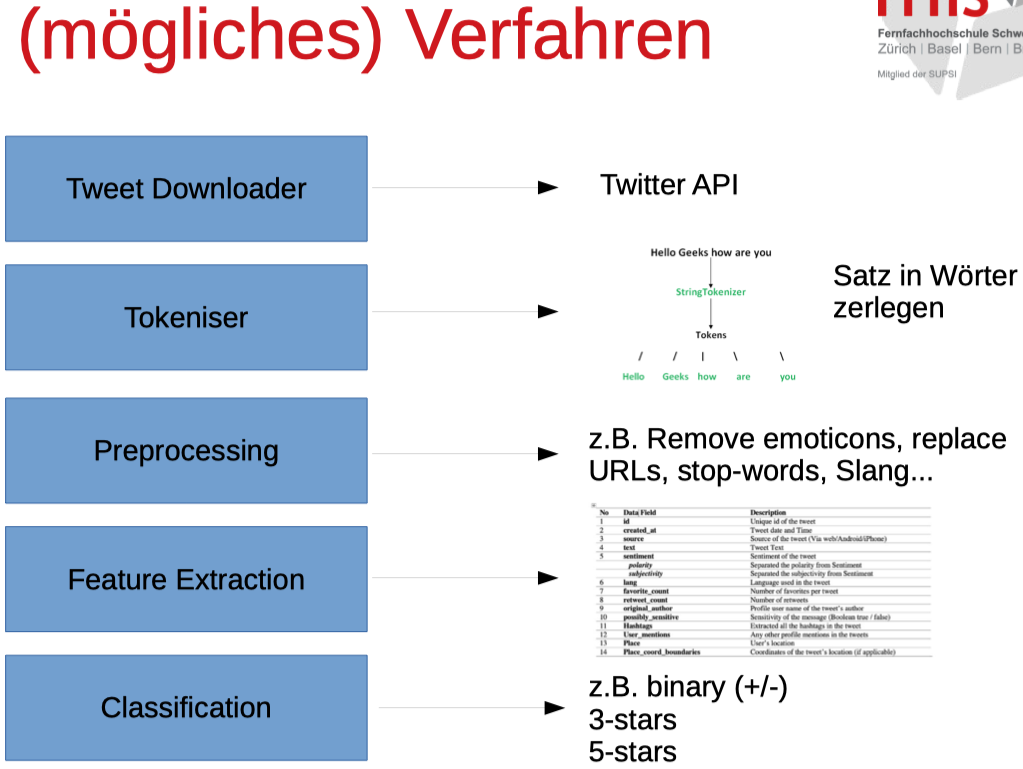 (mögliches) Verfahren
Fernfachhochschule
Zürich | Basel | Bern |
Mitglied der SUPSI
Tweet Downloader
Twitter API
Tokeniser
Hello Geeks how are you
StringTokenizer
Tokens
/ / | \ \
Hello Geeks how are you
Satz in Wörter
zerlegen
Preprocessing
z.B. Remove emoticons, replace
URLs, stop-words, Slang...
Feature Extraction
No Data Field Description
1 id Unique id of the tweet
2 created_at Tweet date and Time
3 source Source of the tweet (Via web/Android/iPhone)
4 text Tweet Text
5 sentiment Sentiment of the tweet
polarity Separated the polarity from Sentiment
subjectivity Separated the subjectivity from Sentiment
6 lang Language used in the tweet
7 favorite_count Number of favorites per tweet
8 retweet_count Number of retweets
9 original_author Profile user name of the tweet's author
10 possibly_sensitive Sensitivity of the message (Boolean true / false)
11 Hashtags Extracted all the hashtags in the tweet
12 User_mentions Any other profile mentions in the tweets
13 Place User's location
14 Place_coord_boundaries Coordinates of the tweet's location (if applicable)
Classification
z.B. binary (+/-)
3-stars
5-stars